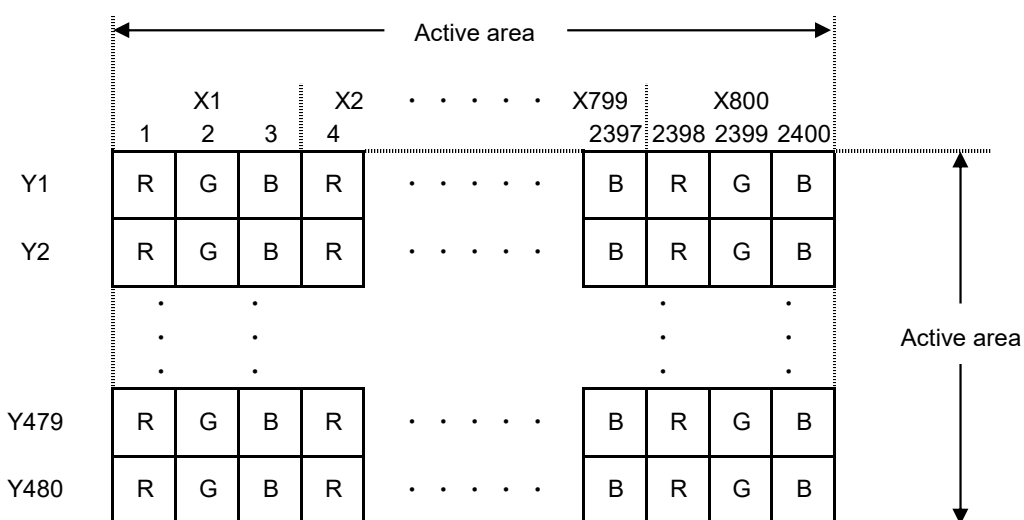 Active area
X1 X2 · · · · · X799 X800
1 2 3 4 2397 2398 2399 2400
Y1 R G B R · · · · · B R G B
Y2 R G B R · · · · · B R G B
· · · ·
· · · · Active area
· · · ·
Y479 R G B R · · · · · B R G B
Y480 R G B R · · · · · B R G B